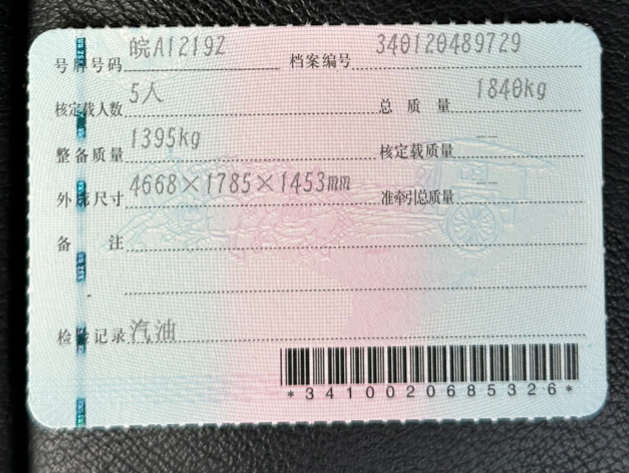 号牌号码 皖A1219Z 档案编号 340120489729
核定载人数 5人 总质量 1840kg
整备质量 1395kg 核定载质量 --
外廓尺寸 4668×1785×1453mm 准牵引总质量 --
备注
检验记录 汽油
*3410020685326*